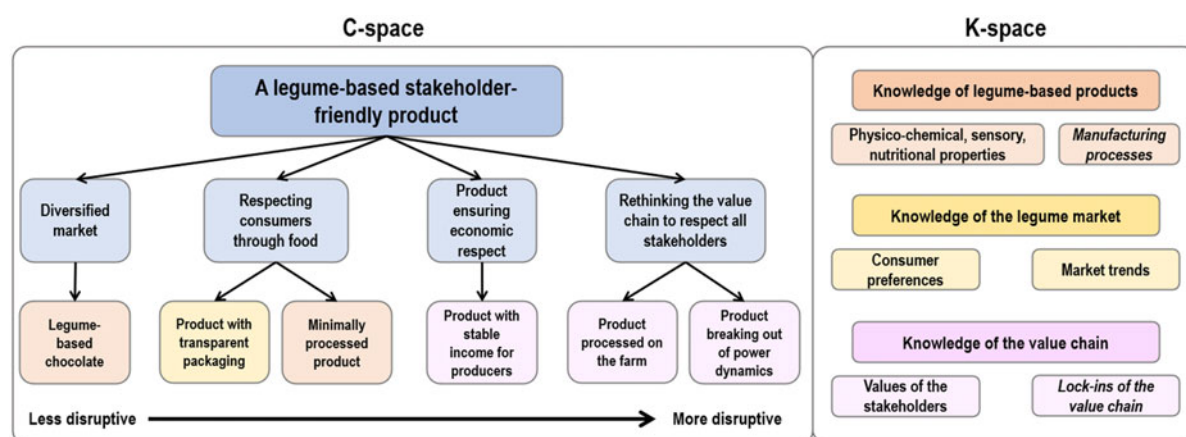 C-space
A legume-based stakeholder-
friendly product
Diversified
market
Respecting
consumers
through food
Product
ensuring
economic
respect
Rethinking the value
chain to respect all
stakeholders
Legume-
based
chocolate
Product with
transparent
packaging
Minimally
processed
product
Product with
stable
income for
producers
Product
processed on
the farm
Product
breaking out
of power
dynamics
Less disruptive
More disruptive
K-space
Knowledge of legume-based products
Physico-chemical, sensory,
nutritional properties
Manufacturing
processes
Knowledge of the legume market
Consumer
preferences
Market trends
Knowledge of the value chain
Values of the
stakeholders
Lock-ins of the
value chain